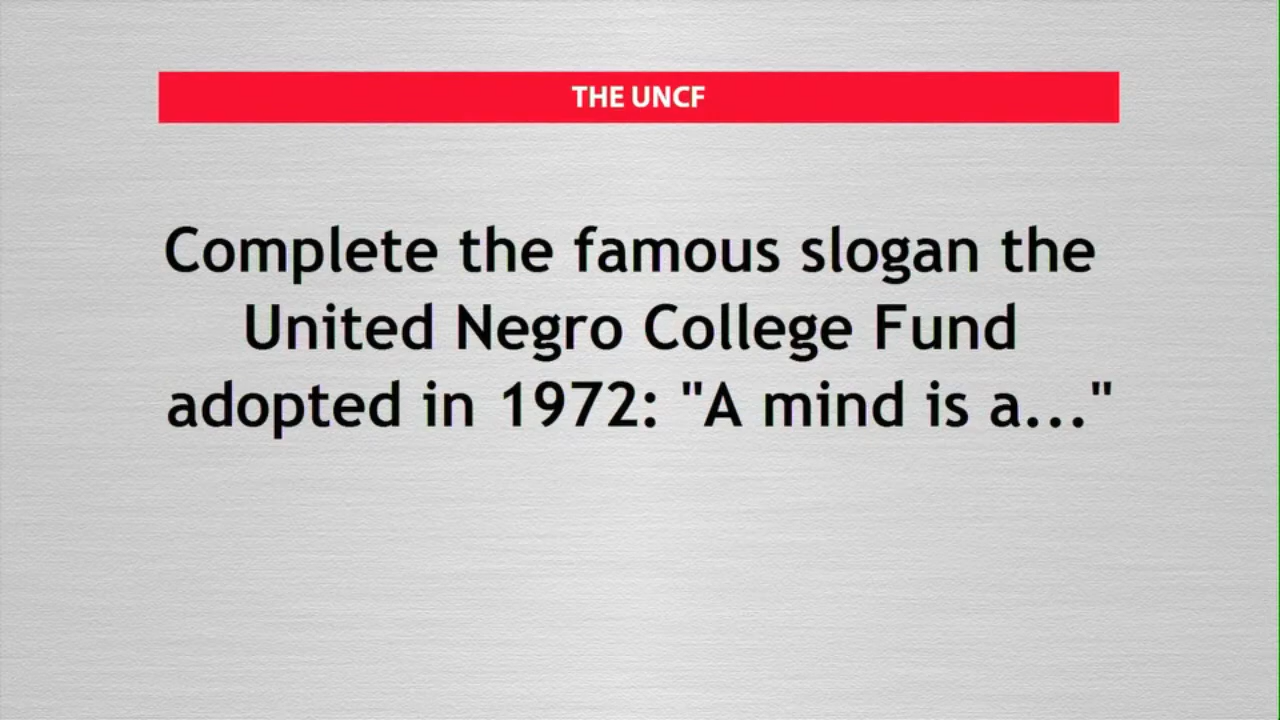 THE UNCF
Complete the famous slogan the
United Negro College Fund
adopted in 1972: "A mind is a..."